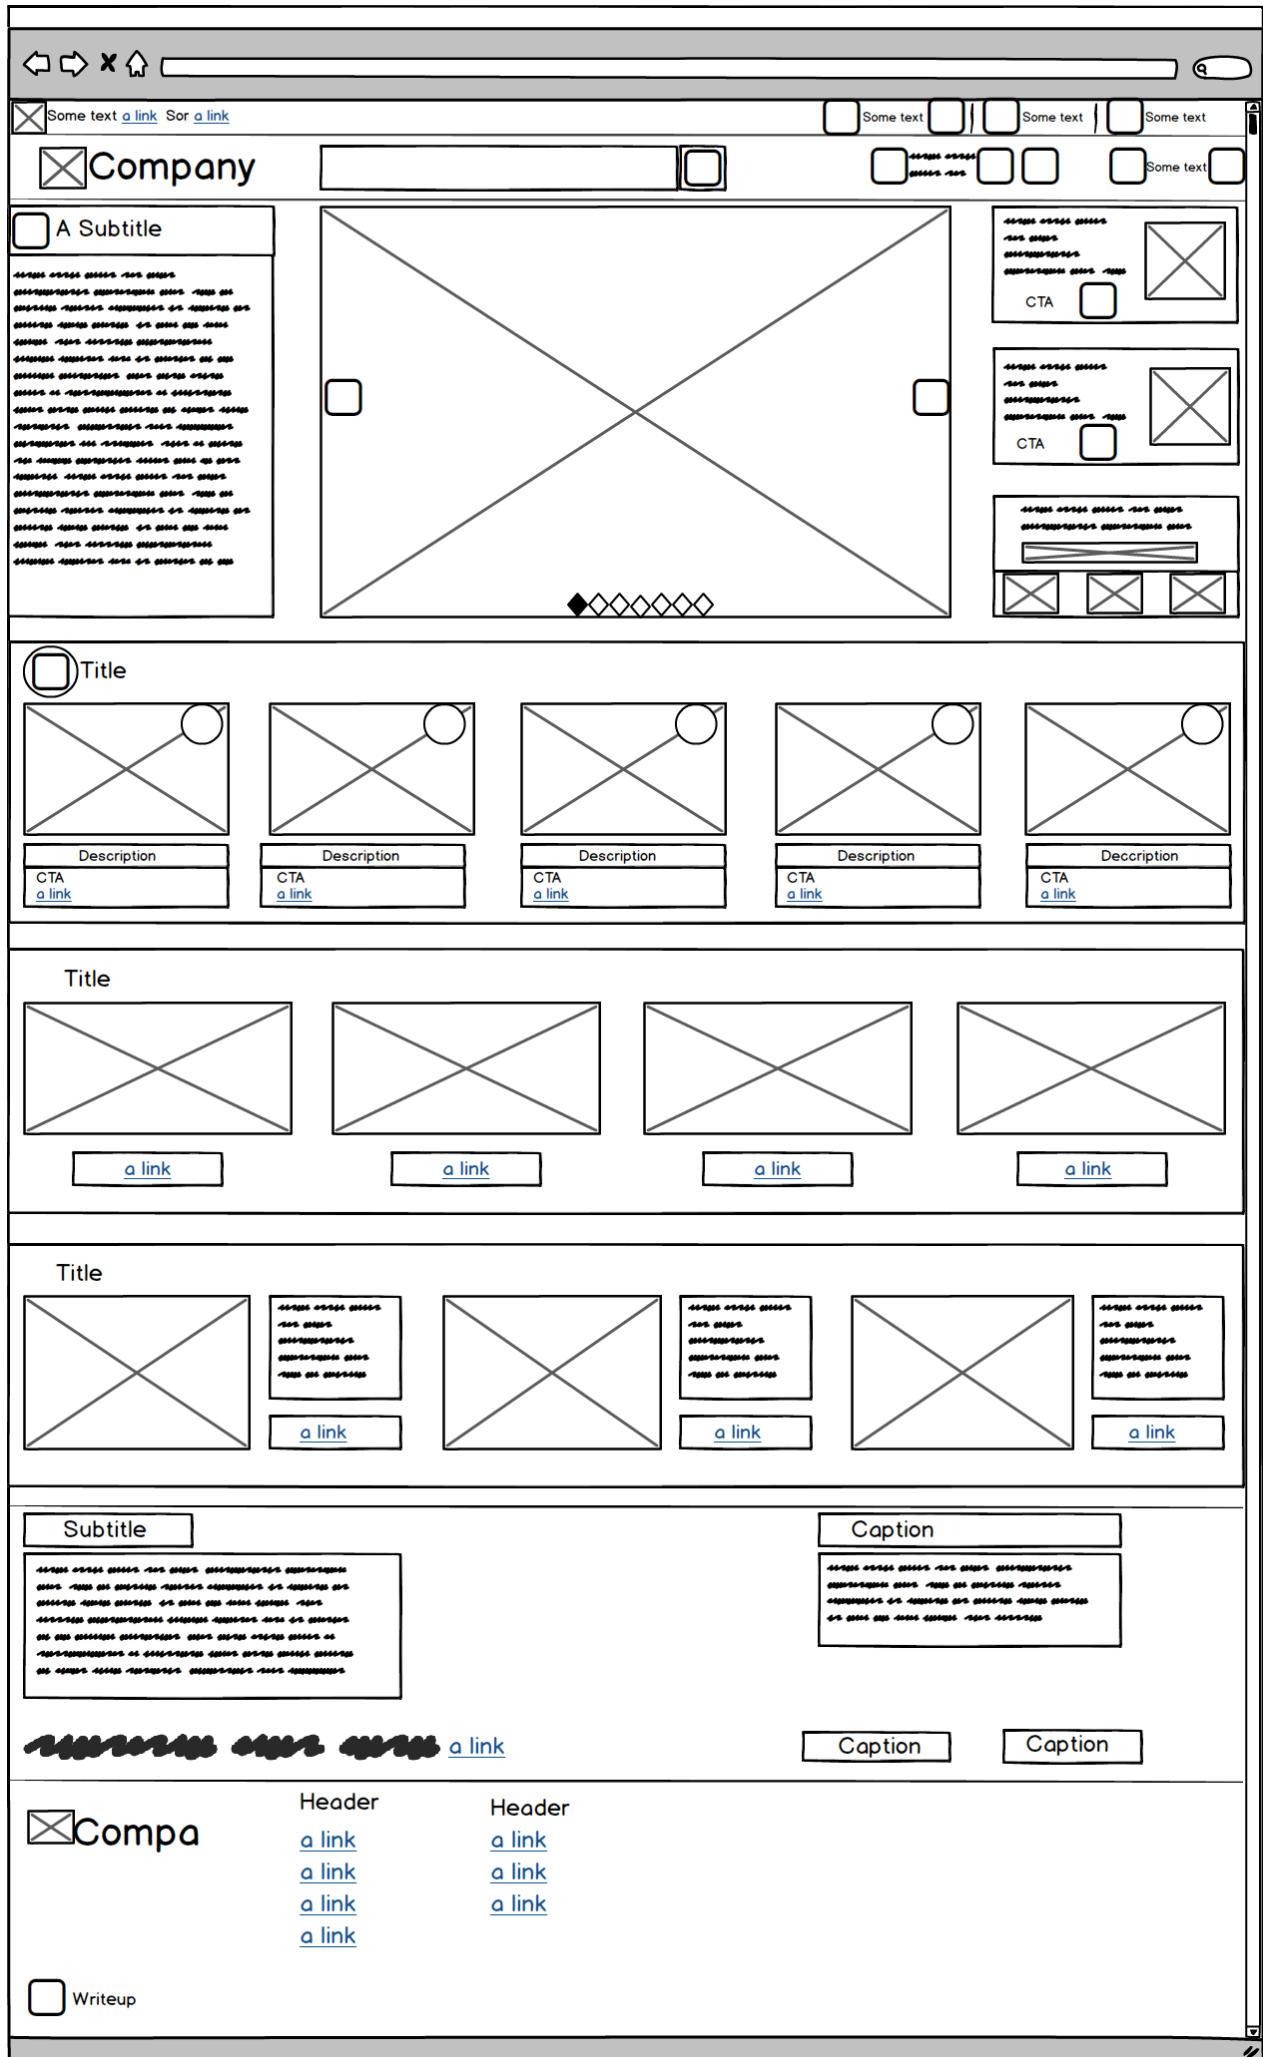 Some text a link Sor a link Some text Some text Some text
Company Some text
A Subtitle
CTA
CTA
Title
Description Description Description Description Deccription
CTA CTA CTA CTA CTA
a link a link a link a link a link
Title
a link a link a link a link
Title
a link a link a link
Subtitle Caption
a link Caption Caption
Compa
Header Header
a link a link
a link a link
a link a link
a link
Writeup